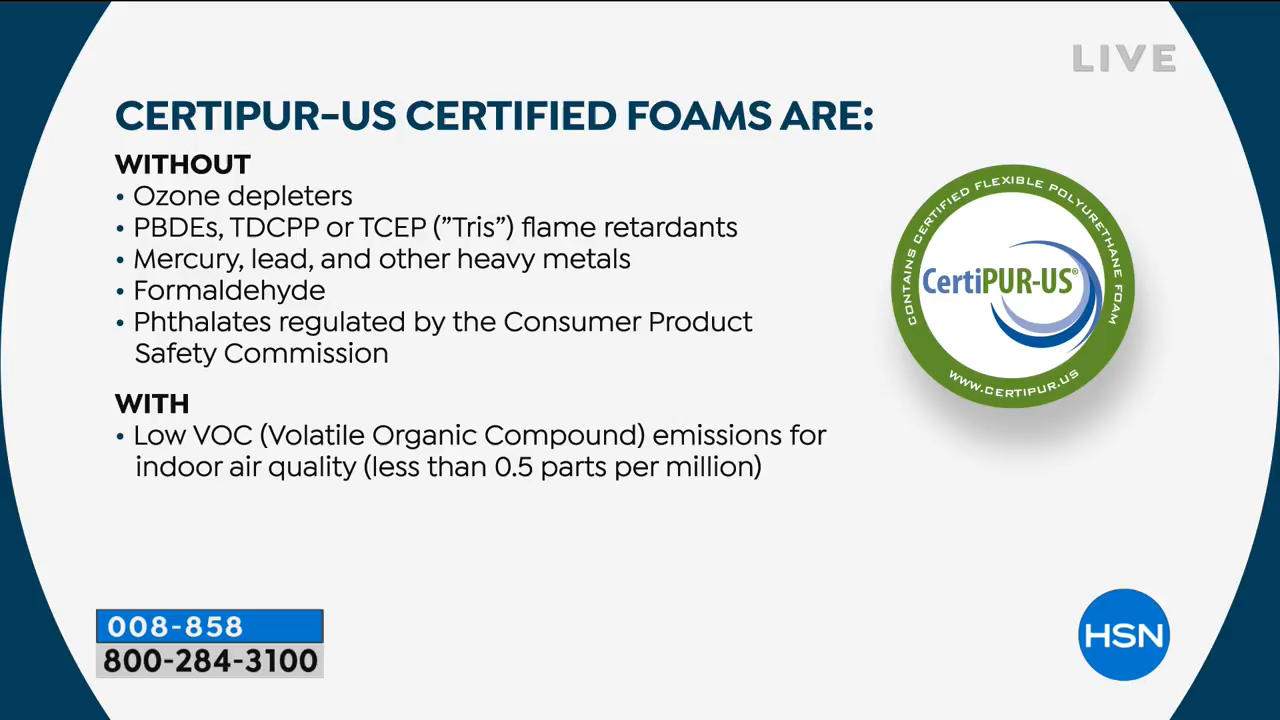 LIVE
CERTIPUR-US CERTIFIED FOAMS ARE:
WITHOUT
• Ozone depleters
• PBDEs, TDCPP or TCEP (”Tris”) flame retardants
• Mercury, lead, and other heavy metals
• Formaldehyde
• Phthalates regulated by the Consumer Product
Safety Commission
WITH
• Low VOC (Volatile Organic Compound) emissions for
indoor air quality (less than 0.5 parts per million)
CONTAINS CERTIFIED FLEXIBLE POLYURETHANE FOAM
CertiPUR-US®
WWW.CERTIPUR.US
008-858
800-284-3100
HSN